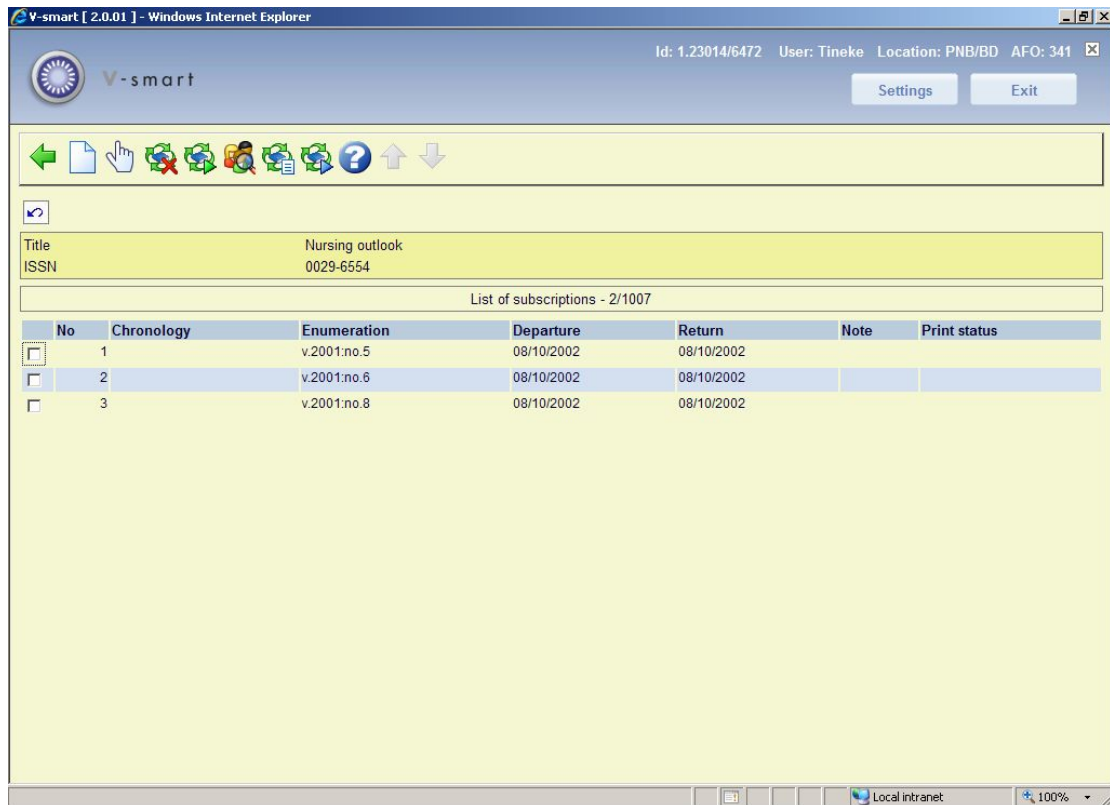 V-smart [ 2.0.01 ] - Windows Internet Explorer
Id: 1.23014/6472 User: Tineke Location: PNB/BD AFO: 341
V-smart
Settings Exit
Title Nursing outlook
ISSN 0029-6554
List of subscriptions - 2/1007
No Chronology Enumeration Departure Return Note Print status
1 v.2001:no.5 08/10/2002 08/10/2002
2 v.2001:no.6 08/10/2002 08/10/2002
3 v.2001:no.8 08/10/2002 08/10/2002
Local intranet 100%